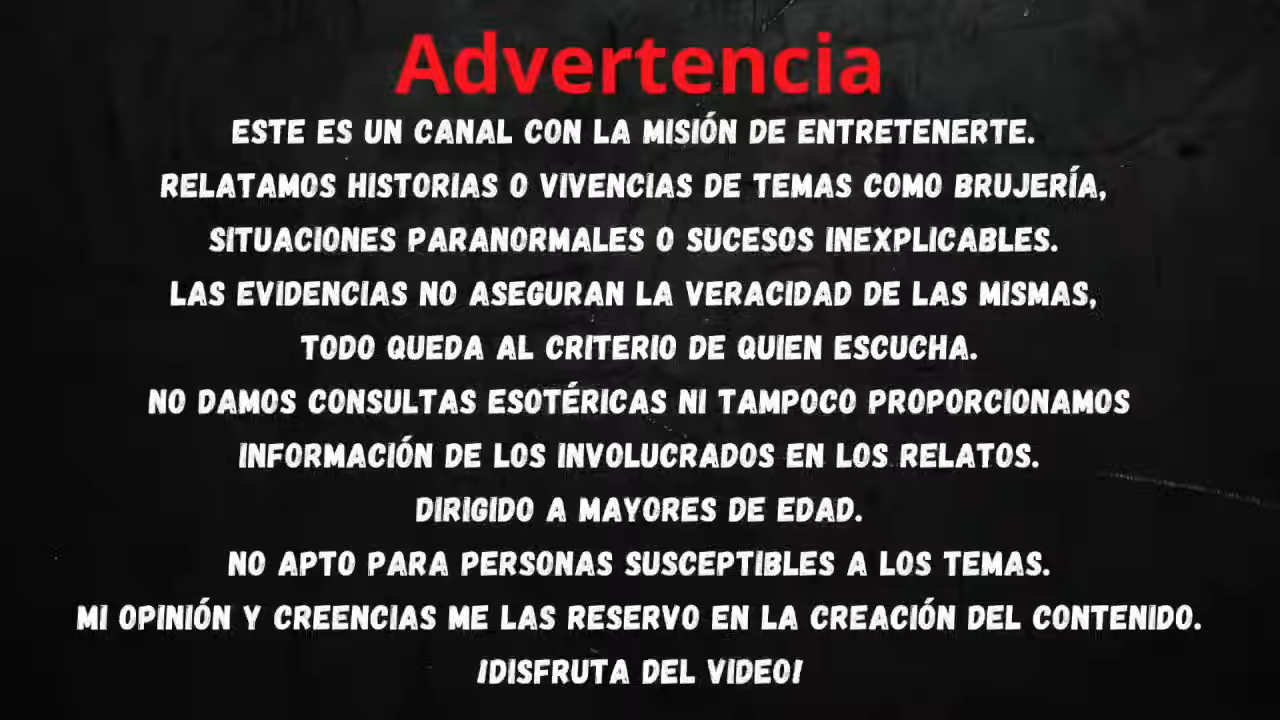 Advertencia
ESTE ES UN CANAL CON LA MISIÓN DE ENTRETENERTE.
RELATAMOS HISTORIAS O VIVENCIAS DE TEMAS COMO BRUJERÍA,
SITUACIONES PARANORMALES O SUCESOS INEXPLICABLES.
LAS EVIDENCIAS NO ASEGURAN LA VERACIDAD DE LAS MISMAS,
TODO QUEDA AL CRITERIO DE QUIEN ESCUCHA.
NO DAMOS CONSULTAS ESOTÉRICAS NI TAMPOCO PROPORCIONAMOS
INFORMACIÓN DE LOS INVOLUCRADOS EN LOS RELATOS.
DIRIGIDO A MAYORES DE EDAD.
NO APTO PARA PERSONAS SUSCEPTIBLES A LOS TEMAS.
MI OPINIÓN Y CREENCIAS ME LAS RESERVO EN LA CREACIÓN DEL CONTENIDO.
¡DISFRUTA DEL VIDEO!